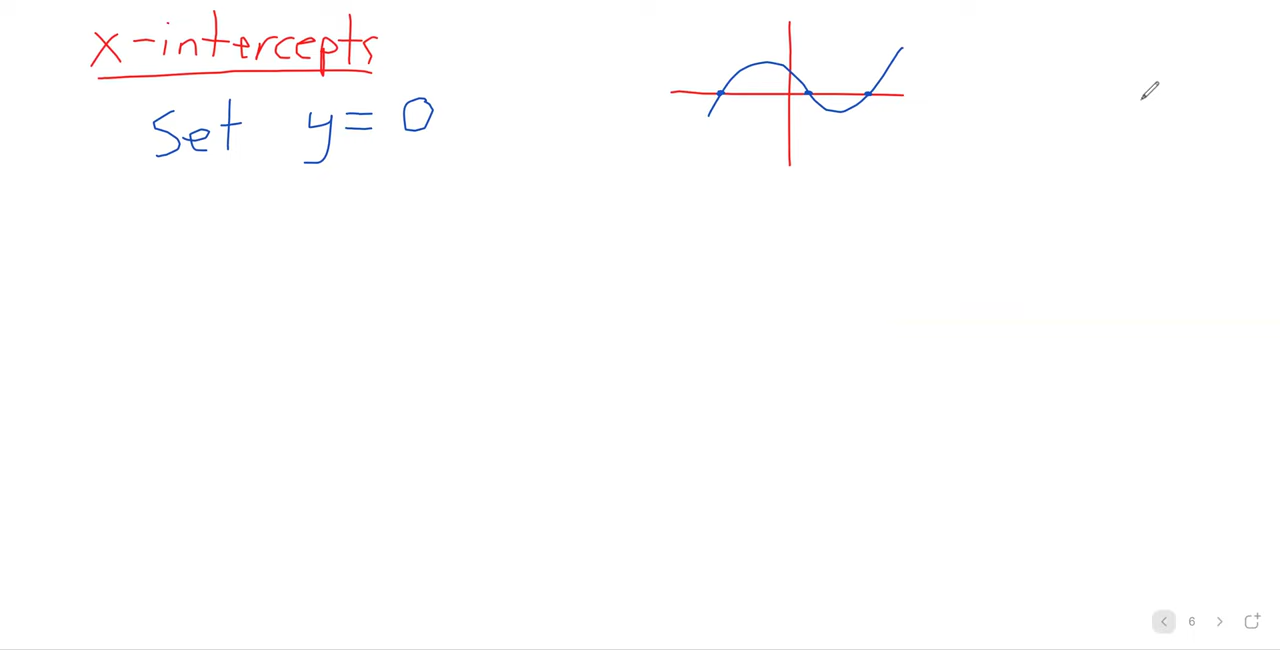 x-intercepts
Set y = 0
6